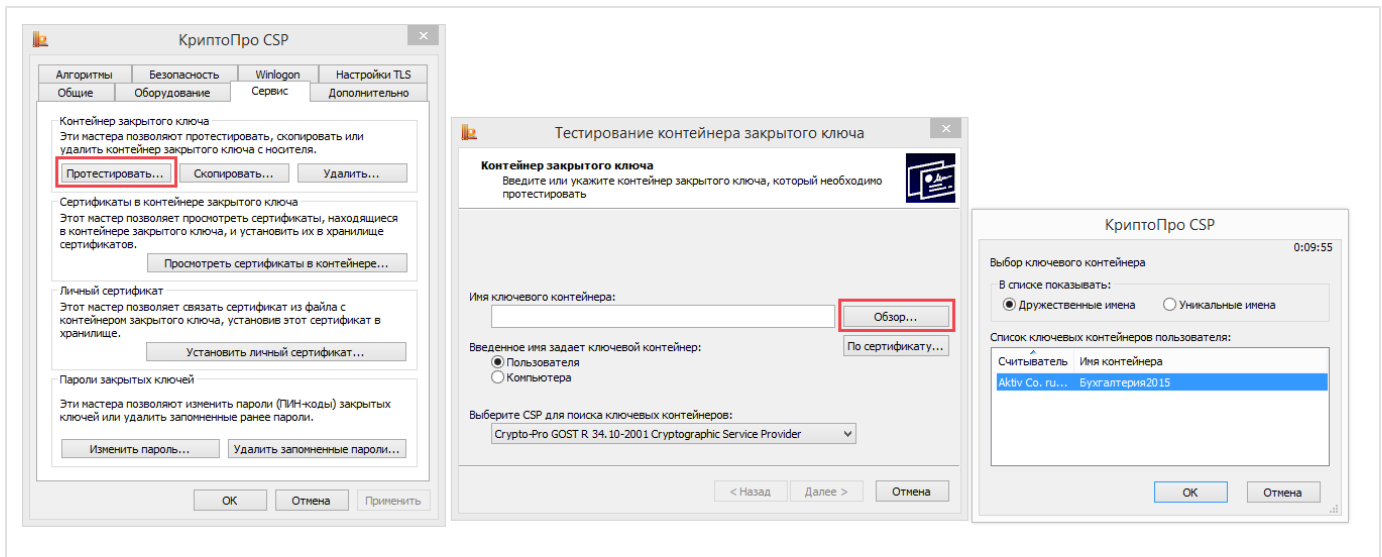 КриптоПро CSP
Алгоритмы Безопасность Winlogon Настройки TLS
Общие Оборудование Сервис Дополнительно
Контейнер закрытого ключа
Эти мастера позволяют протестировать, скопировать или
удалить контейнер закрытого ключа с носителя.
Протестировать... Скопировать... Удалить...
Сертификаты в контейнере закрытого ключа
Этот мастер позволяет просмотреть сертификаты, находящиеся
в контейнере закрытого ключа, и установить их в хранилище
сертификатов.
Просмотреть сертификаты в контейнере...
Личный сертификат
Этот мастер позволяет связать сертификат из файла с
контейнером закрытого ключа, установив этот сертификат в
хранилище.
Установить личный сертификат...
Пароли закрытых ключей
Эти мастера позволяют изменить пароли (ПИН-коды) закрытых
ключей или удалить запомненные ранее пароли.
Изменить пароль... Удалить запомненные пароли...
ОК Отмена Применить
Тестирование контейнера закрытого ключа
Контейнер закрытого ключа
Введите или укажите контейнер закрытого ключа, который необходимо
протестировать
Имя ключевого контейнера:
Обзор...
Введенное имя задает ключевой контейнер:
По сертификату...
Пользователя
Компьютера
Выберите CSP для поиска ключевых контейнеров:
Crypto-Pro GOST R 34.10-2001 Cryptographic Service Provider
< Назад Далее > Отмена
КриптоПро CSP
0:09:55
Выбор ключевого контейнера
В списке показывать:
Дружественные имена Уникальные имена
Список ключевых контейнеров пользователя:
Считыватель Имя контейнера
Aktiv Co. ru... Бухгалтерия2015
ОК Отмена